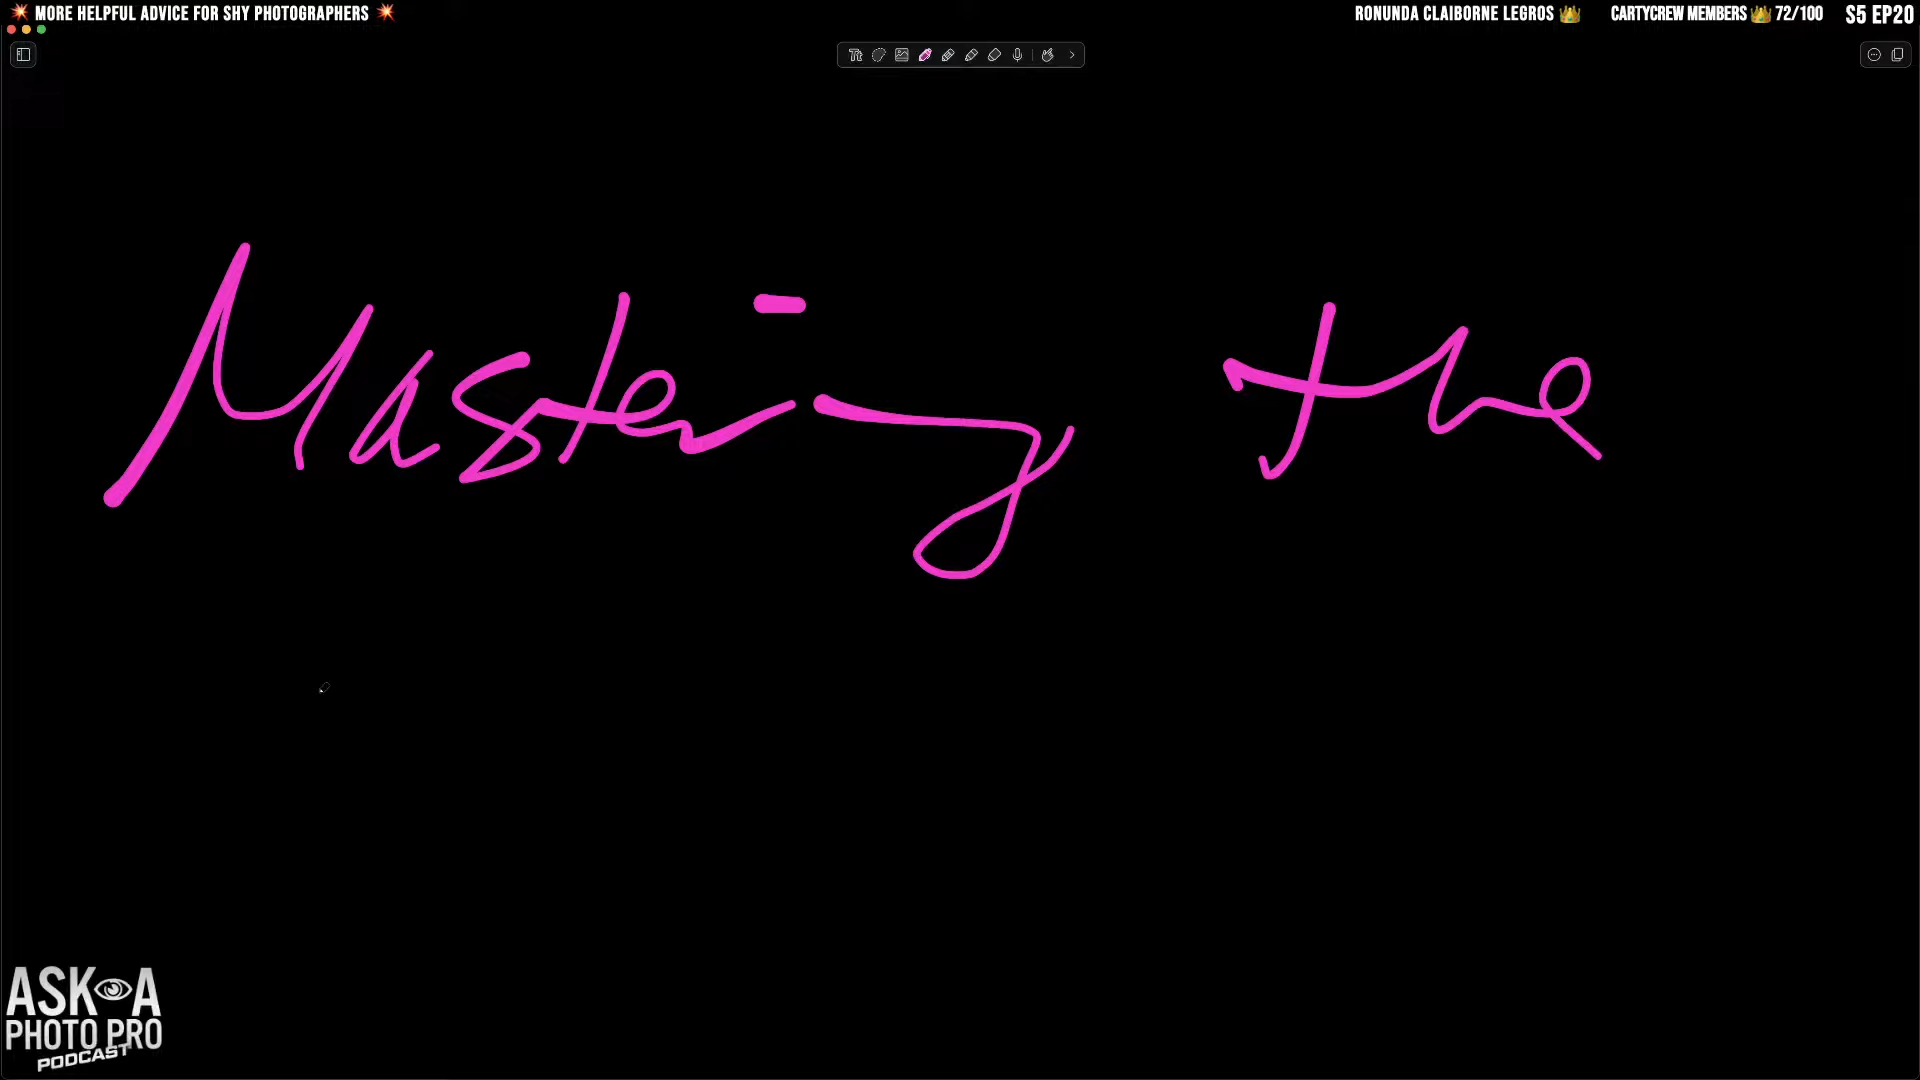 💥 MORE HELPFUL ADVICE FOR SHY PHOTOGRAPHERS 💥
RONUNDA CLAIBORNE LEGROS 👑 CARTYCREW MEMBERS 👑 72/100 S5 EP20
Tt
Mastering the
ASK A
PHOTO PRO
PODCAST